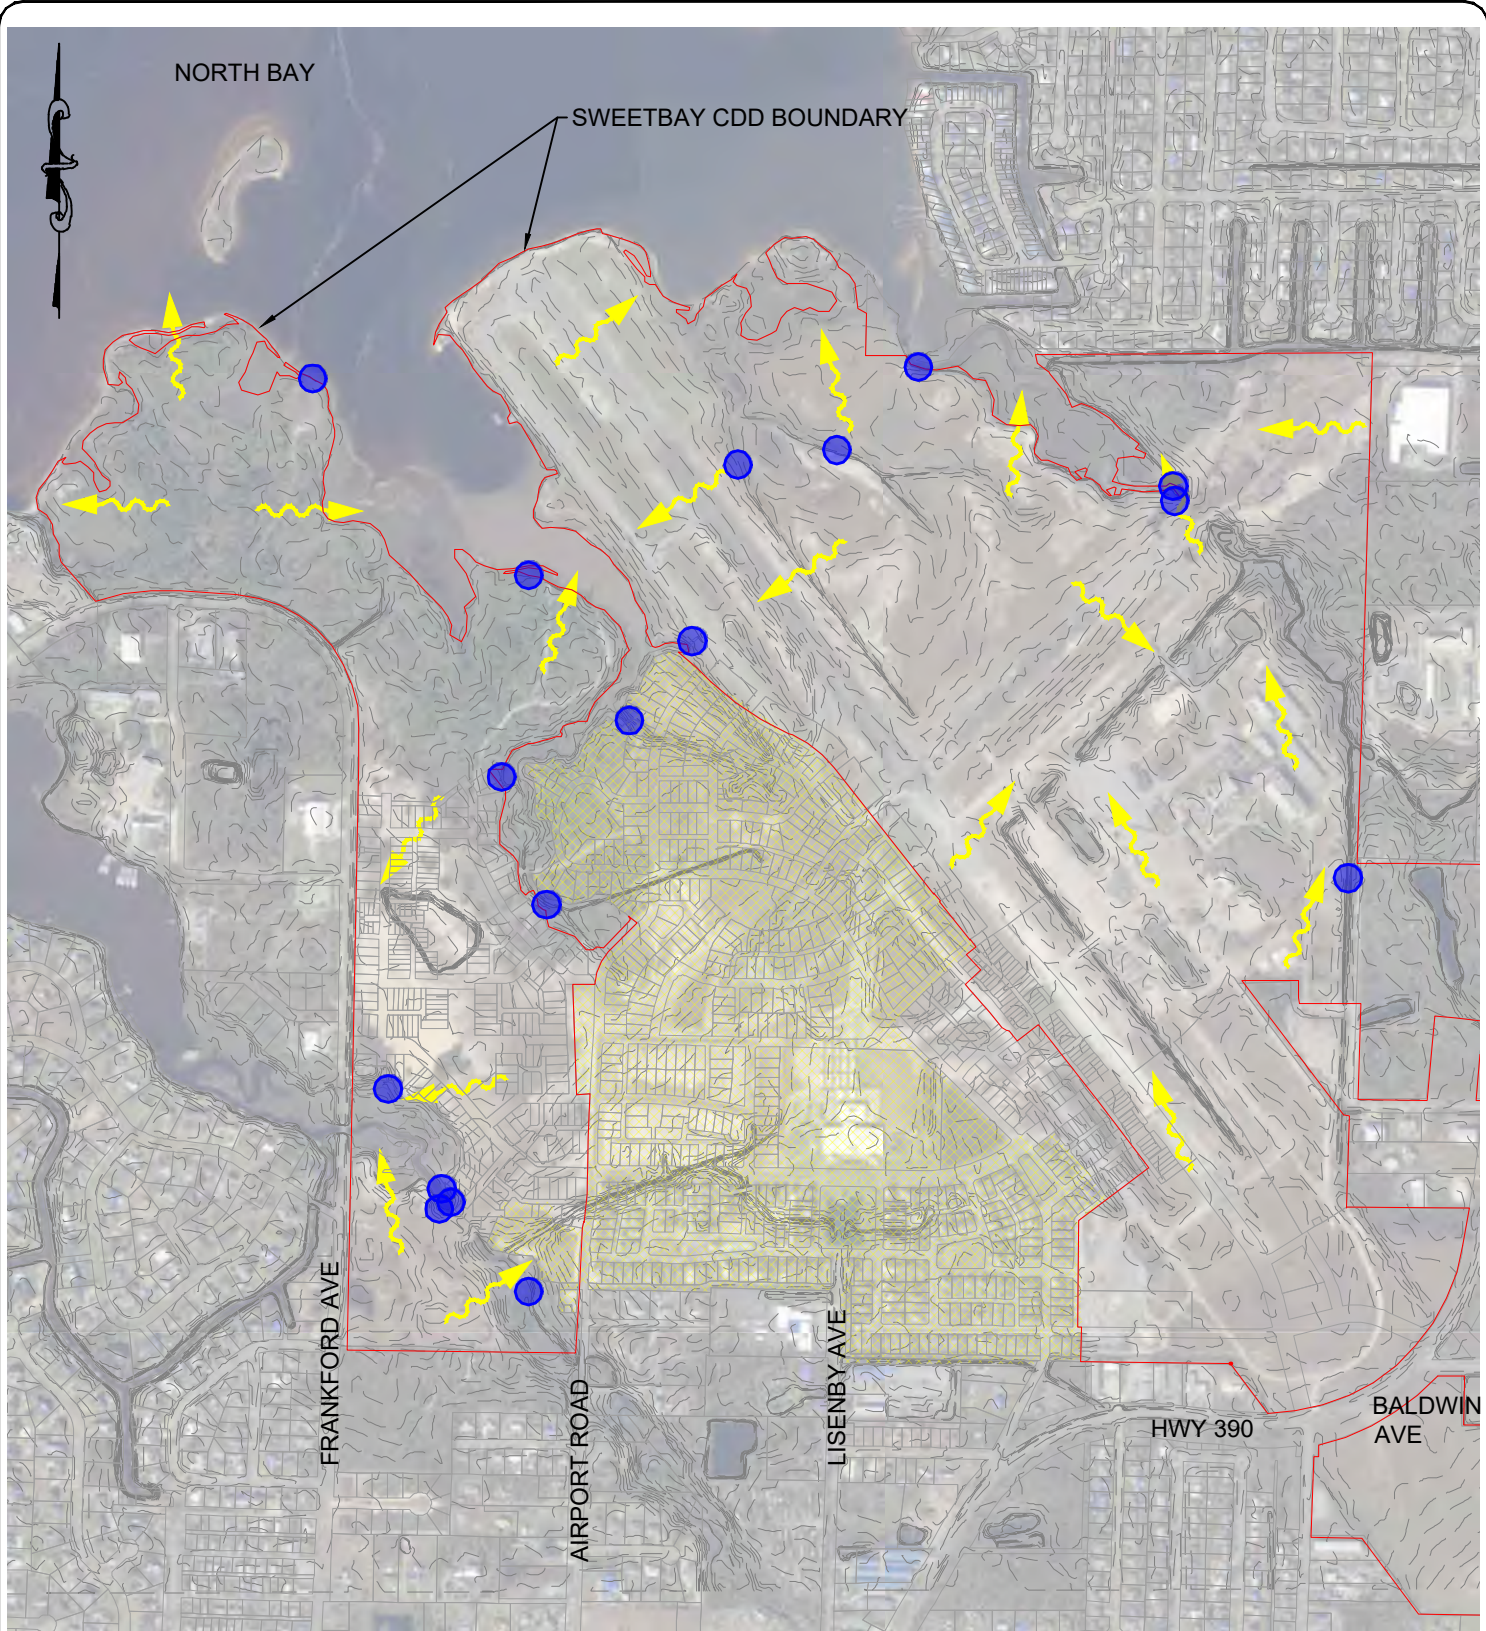 NORTH BAY
SWEETBAY CDD BOUNDARY
FRANKFORD AVE
AIRPORT ROAD
LISENBY AVE
HWY 390
BALDWIN
AVE